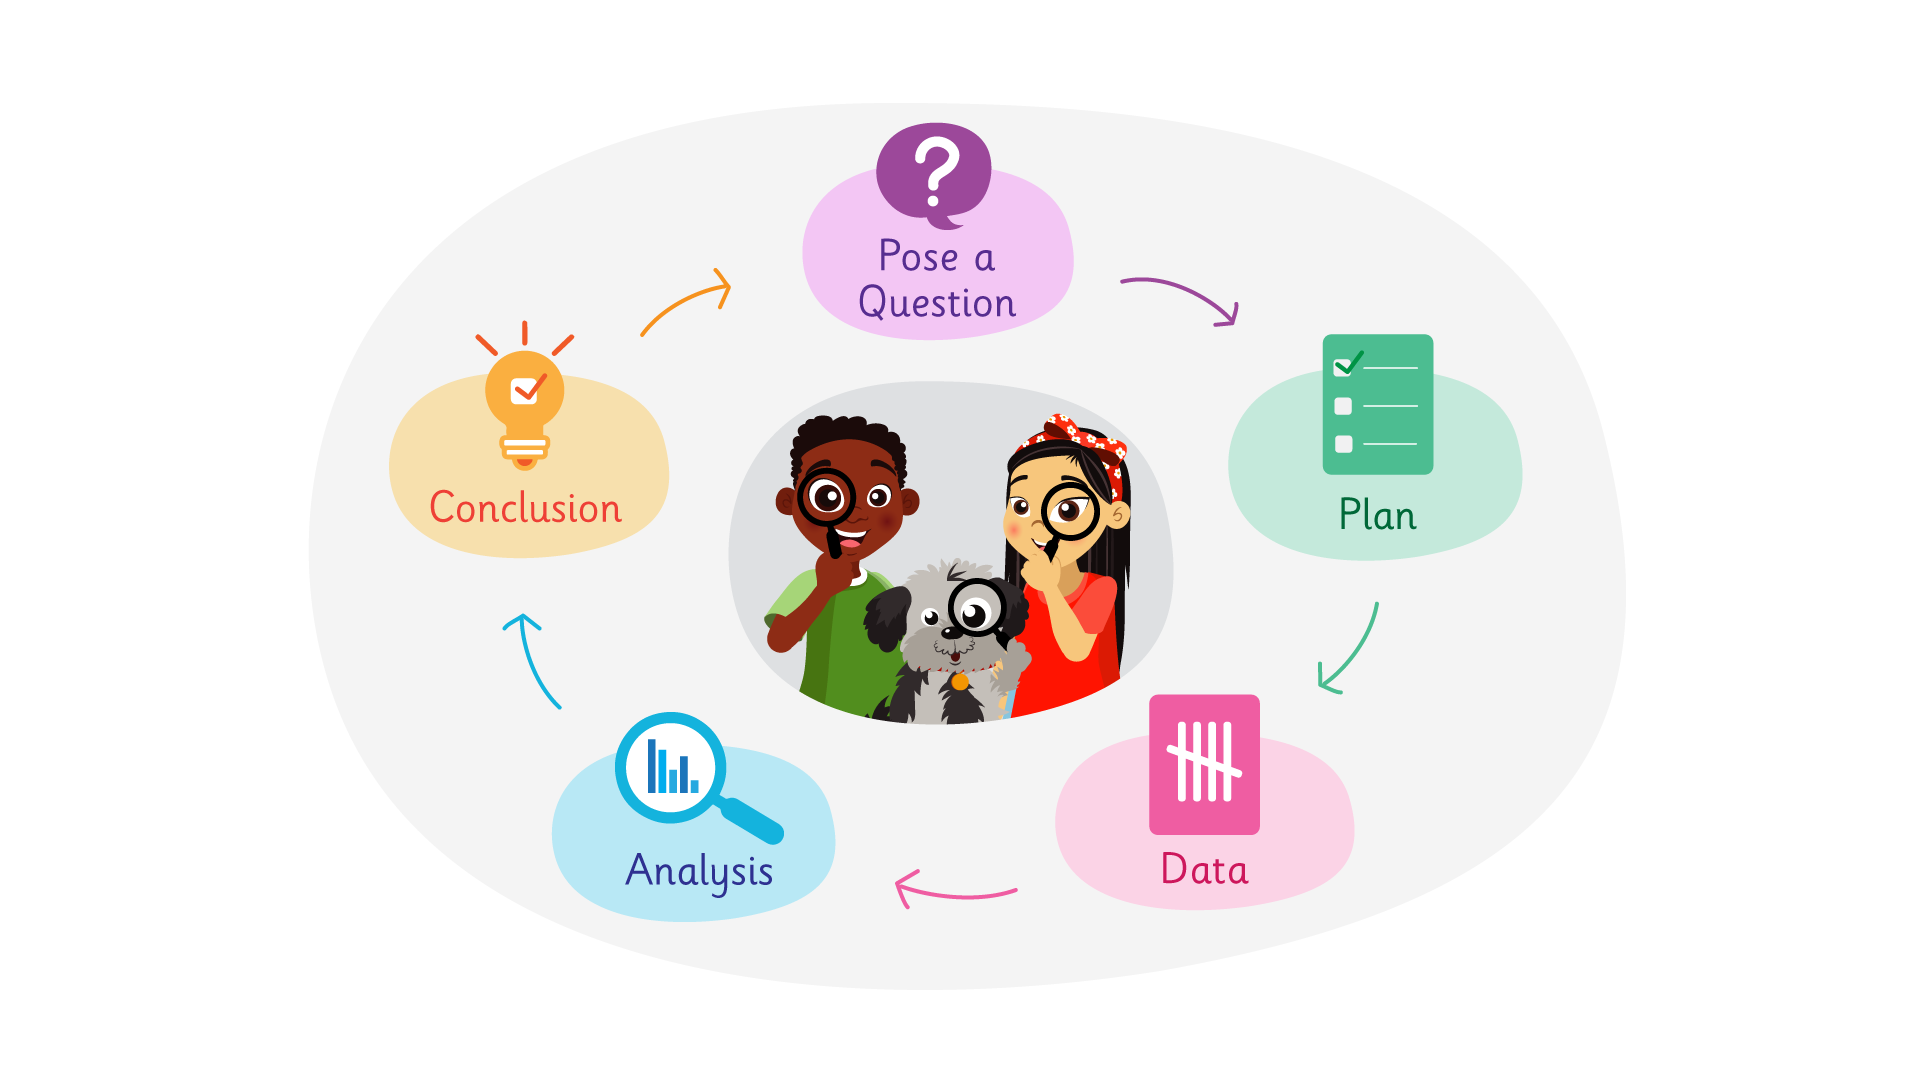 Pose a
Question
Plan
Data
Analysis
Conclusion